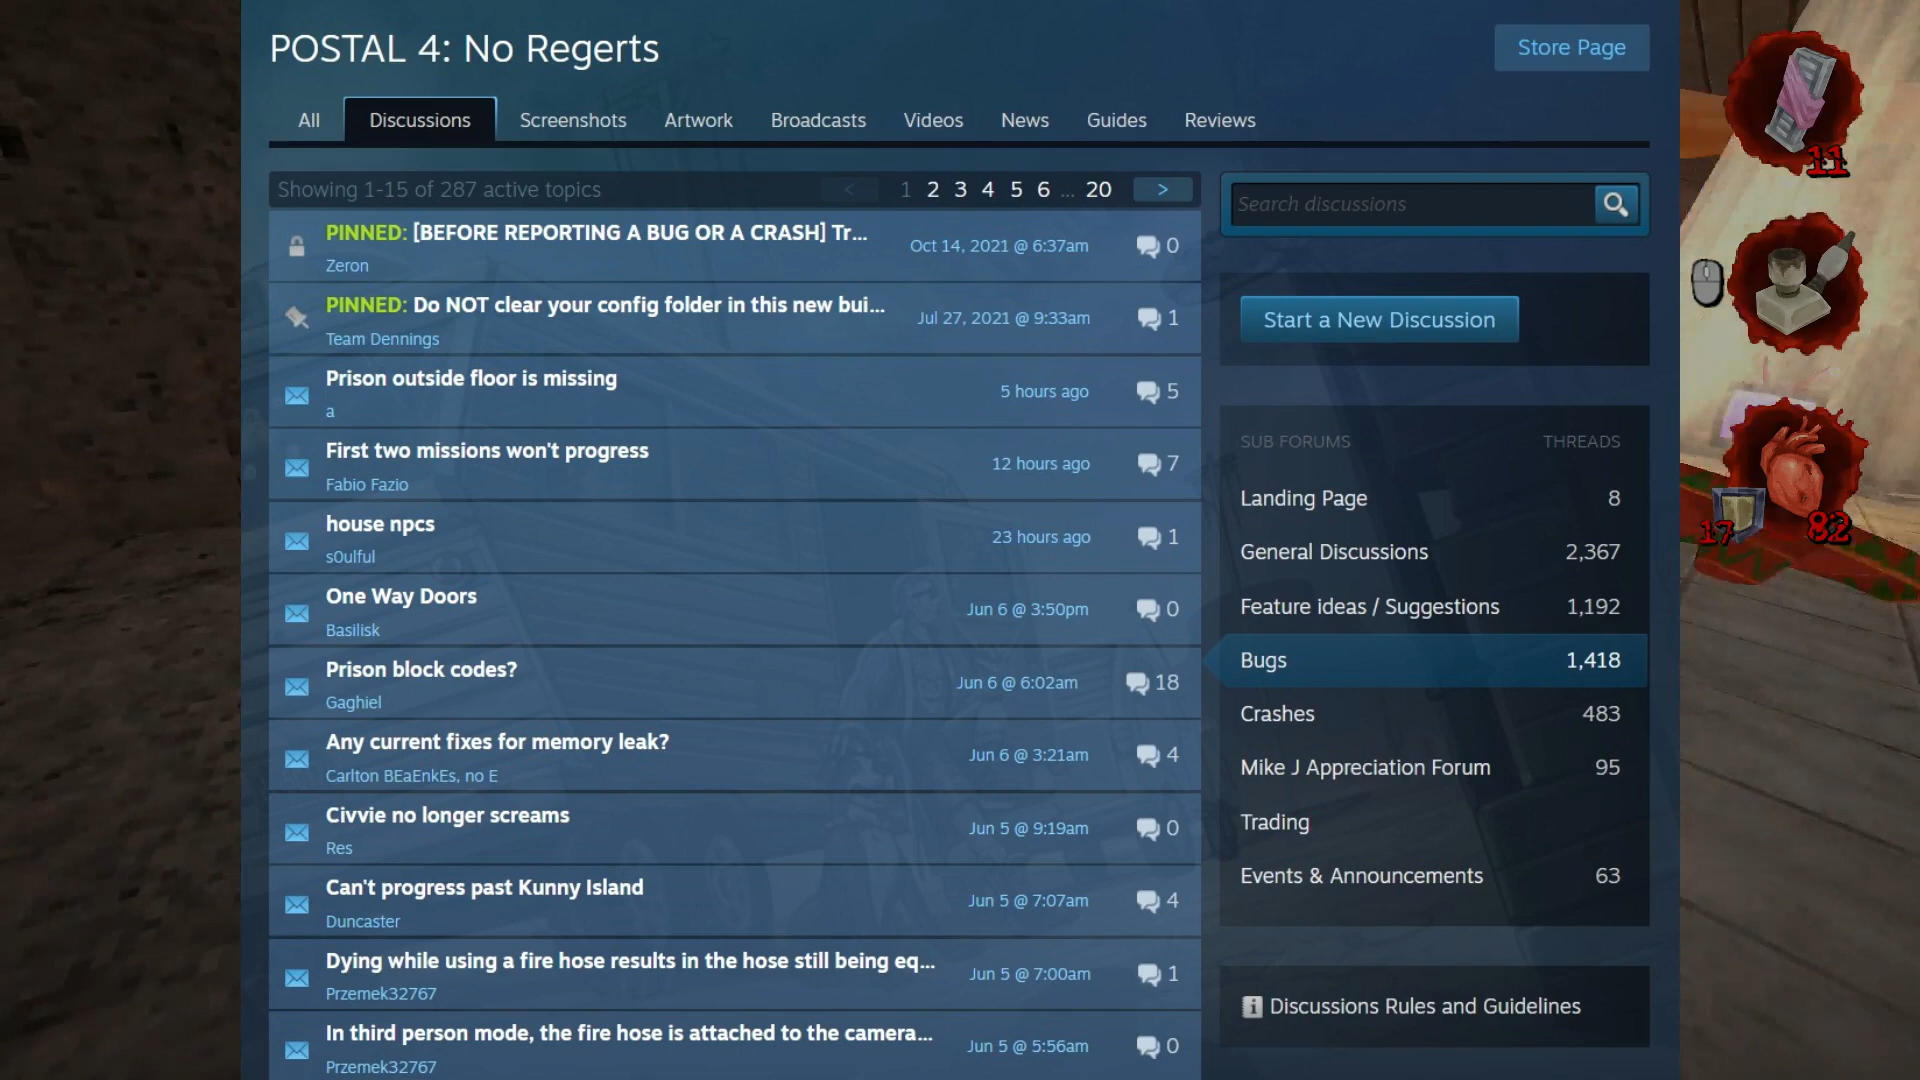 POSTAL 4: No Regerts
Store Page
All
Discussions
Screenshots
Artwork
Broadcasts
Videos
News
Guides
Reviews
Showing 1-15 of 287 active topics
< 1 2 3 4 5 6 ... 20 >
PINNED: [BEFORE REPORTING A BUG OR A CRASH] Tr...
Oct 14, 2021 @ 6:37am
0
Zeron
PINNED: Do NOT clear your config folder in this new bui...
Jul 27, 2021 @ 9:33am
1
Team Dennings
Prison outside floor is missing
5 hours ago
5
a
First two missions won't progress
12 hours ago
7
Fabio Fazio
house npcs
23 hours ago
1
s0ulful
One Way Doors
Jun 6 @ 3:50pm
0
Basilisk
Prison block codes?
Jun 6 @ 6:02am
18
Gaghiel
Any current fixes for memory leak?
Jun 6 @ 3:21am
4
Carlton BEaEnkEs, no E
Civvie no longer screams
Jun 5 @ 9:19am
0
Res
Can't progress past Kunny Island
Jun 5 @ 7:07am
4
Duncaster
Dying while using a fire hose results in the hose still being eq...
Jun 5 @ 7:00am
1
Przemek32767
In third person mode, the fire hose is attached to the camera...
Jun 5 @ 5:56am
0
Przemek32767
Search discussions
Start a New Discussion
SUB FORUMS THREADS
Landing Page 8
General Discussions 2,367
Feature ideas / Suggestions 1,192
Bugs 1,418
Crashes 483
Mike J Appreciation Forum 95
Trading
Events & Announcements 63
Discussions Rules and Guidelines
11
17
82